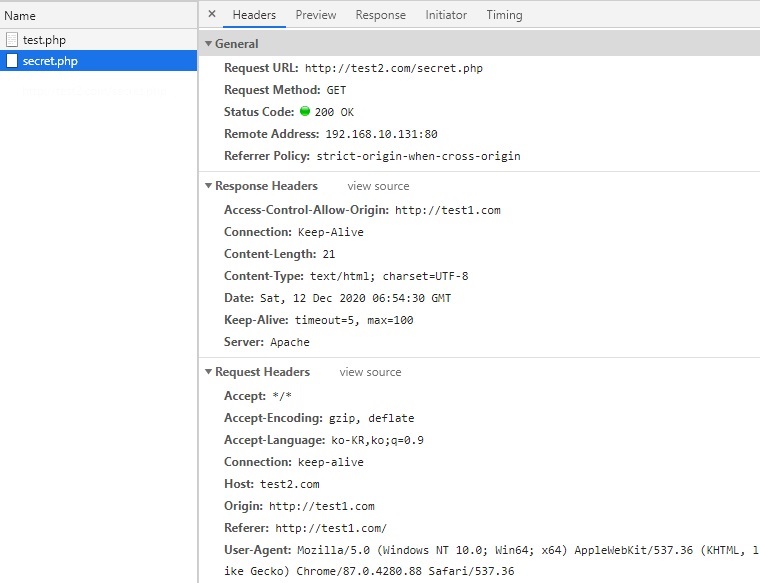 Name
test.php
secret.php
× Headers Preview Response Initiator Timing
▼ General
Request URL: http://test2.com/secret.php
Request Method: GET
Status Code: 200 OK
Remote Address: 192.168.10.131:80
Referrer Policy: strict-origin-when-cross-origin
▼ Response Headers view source
Access-Control-Allow-Origin: http://test1.com
Connection: Keep-Alive
Content-Length: 21
Content-Type: text/html; charset=UTF-8
Date: Sat, 12 Dec 2020 06:54:30 GMT
Keep-Alive: timeout=5, max=100
Server: Apache
▼ Request Headers view source
Accept: */*
Accept-Encoding: gzip, deflate
Accept-Language: ko-KR,ko;q=0.9
Connection: keep-alive
Host: test2.com
Origin: http://test1.com
Referer: http://test1.com/
User-Agent: Mozilla/5.0 (Windows NT 10.0; Win64; x64) AppleWebKit/537.36 (KHTML, l
ike Gecko) Chrome/87.0.4280.88 Safari/537.36